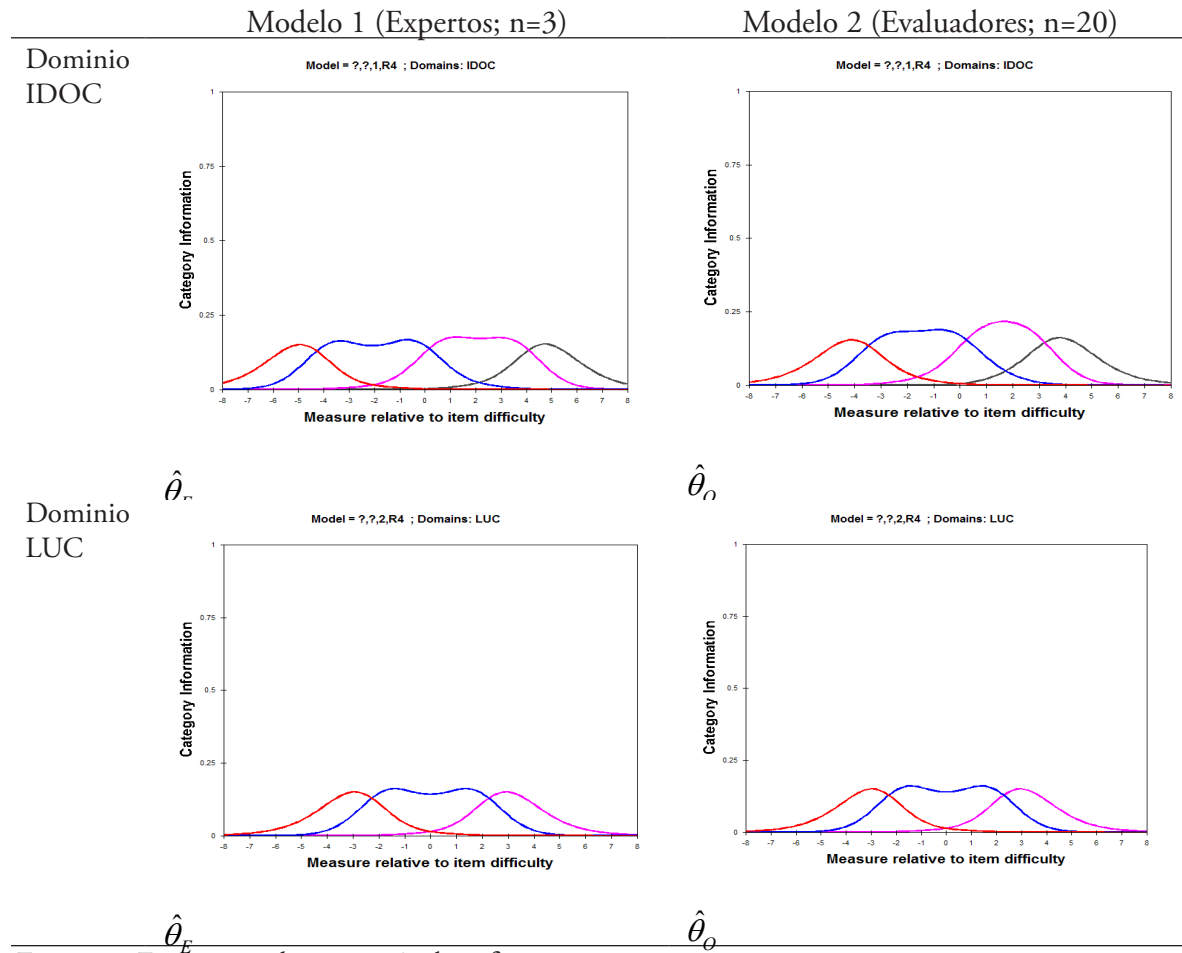 Modelo 1 (Expertos; n=3) Modelo 2 (Evaluadores; n=20)
Dominio
IDOC
Model = ?,?,1,R4 ; Domains: IDOC
1
0.75
0.5
0.25
0
Category Information
-8 -7 -6 -5 -4 -3 -2 -1 0 1 2 3 4 5 6 7 8
Measure relative to item difficulty
θ̂E
Model = ?,?,1,R4 ; Domains: IDOC
1
0.75
0.5
0.25
0
Category Information
-8 -7 -6 -5 -4 -3 -2 -1 0 1 2 3 4 5 6 7 8
Measure relative to item difficulty
θ̂O
Dominio
LUC
Model = ?,?,2,R4 ; Domains: LUC
1
0.75
0.5
0.25
0
Category Information
-8 -7 -6 -5 -4 -3 -2 -1 0 1 2 3 4 5 6 7 8
Measure relative to item difficulty
θ̂E
Model = ?,?,2,R4 ; Domains: LUC
1
0.75
0.5
0.25
0
Category Information
-8 -7 -6 -5 -4 -3 -2 -1 0 1 2 3 4 5 6 7 8
Measure relative to item difficulty
θ̂O